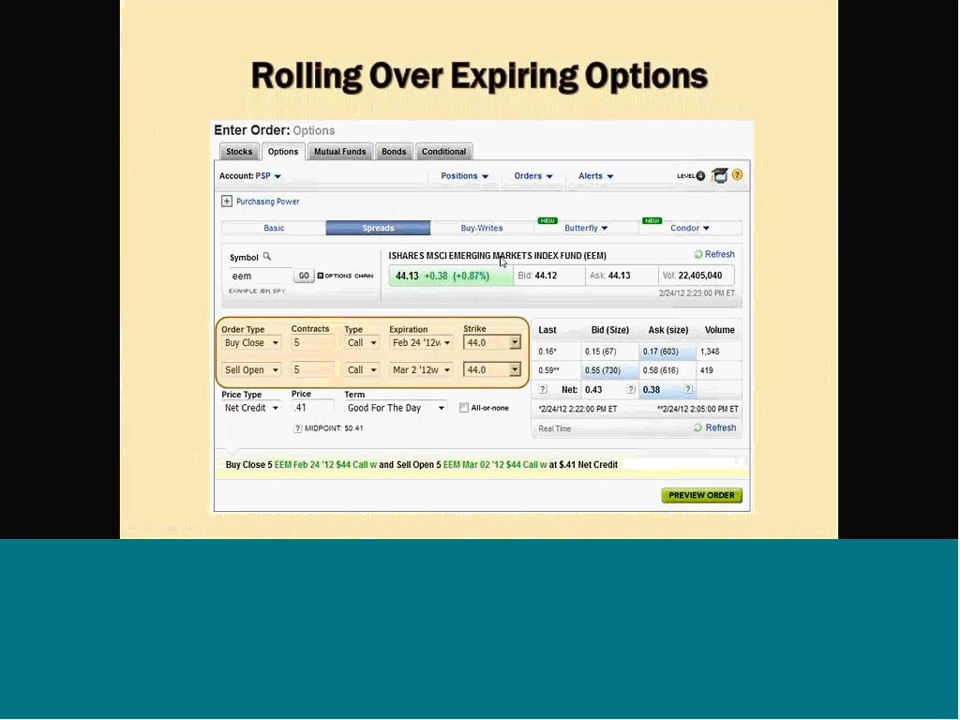 Rolling Over Expiring Options
Enter Order: Options
Stocks Options Mutual Funds Bonds Conditional
Account: PSP Positions Orders Alerts LEVEL 4 ?
+ Purchasing Power
NEW NEW
Basic Spreads Buy-Writes Butterfly Condor
Symbol ISHARES MSCI EMERGING MARKETS INDEX FUND (EEM) Refresh
eem GO + OPTIONS CHAIN 44.13 +0.38 (+0.87%) Bid: 44.12 Ask: 44.13 Vol: 22,405,040
EXAMPLE: IBM, SPY 2/24/12 2:23:00 PM ET
Order Type Contracts Type Expiration Strike Last Bid (Size) Ask (size) Volume
Buy Close 5 Call Feb 24 '12w 44.0 0.16* 0.15 (67) 0.17 (603) 1,348
Sell Open 5 Call Mar 2 '12w 44.0 0.59** 0.55 (730) 0.58 (616) 419
? Net: 0.43 ? 0.38 ?
Price Type Price Term
Net Credit .41 Good For The Day All-or-none *2/24/12 2:22:00 PM ET **2/24/12 2:05:00 PM ET
? MIDPOINT: $0.41 Real Time Refresh
Buy Close 5 EEM Feb 24 '12 $44 Call w and Sell Open 5 EEM Mar 02 '12 $44 Call w at $.41 Net Credit
PREVIEW ORDER